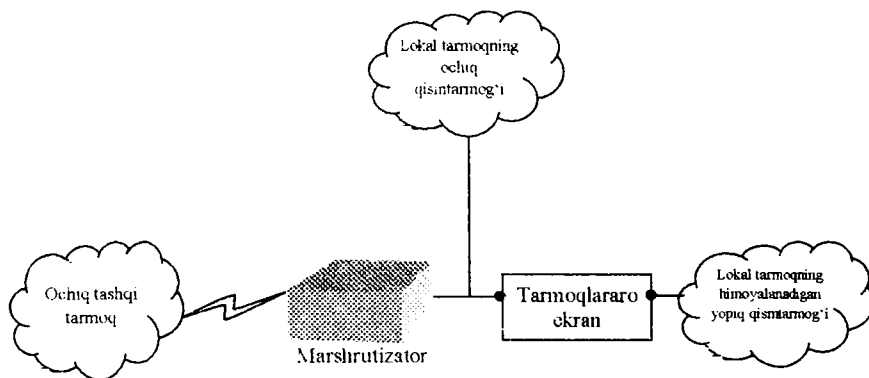 Lokal tarmoqning
ochiq
qismtarmog‘i
Ochiq tashqi
tarmoq
Marshrutizator
Tarmoqlararo
ekran
Lokal tarmoqning
himoyalanadigan
yopiq qismtarmog‘i